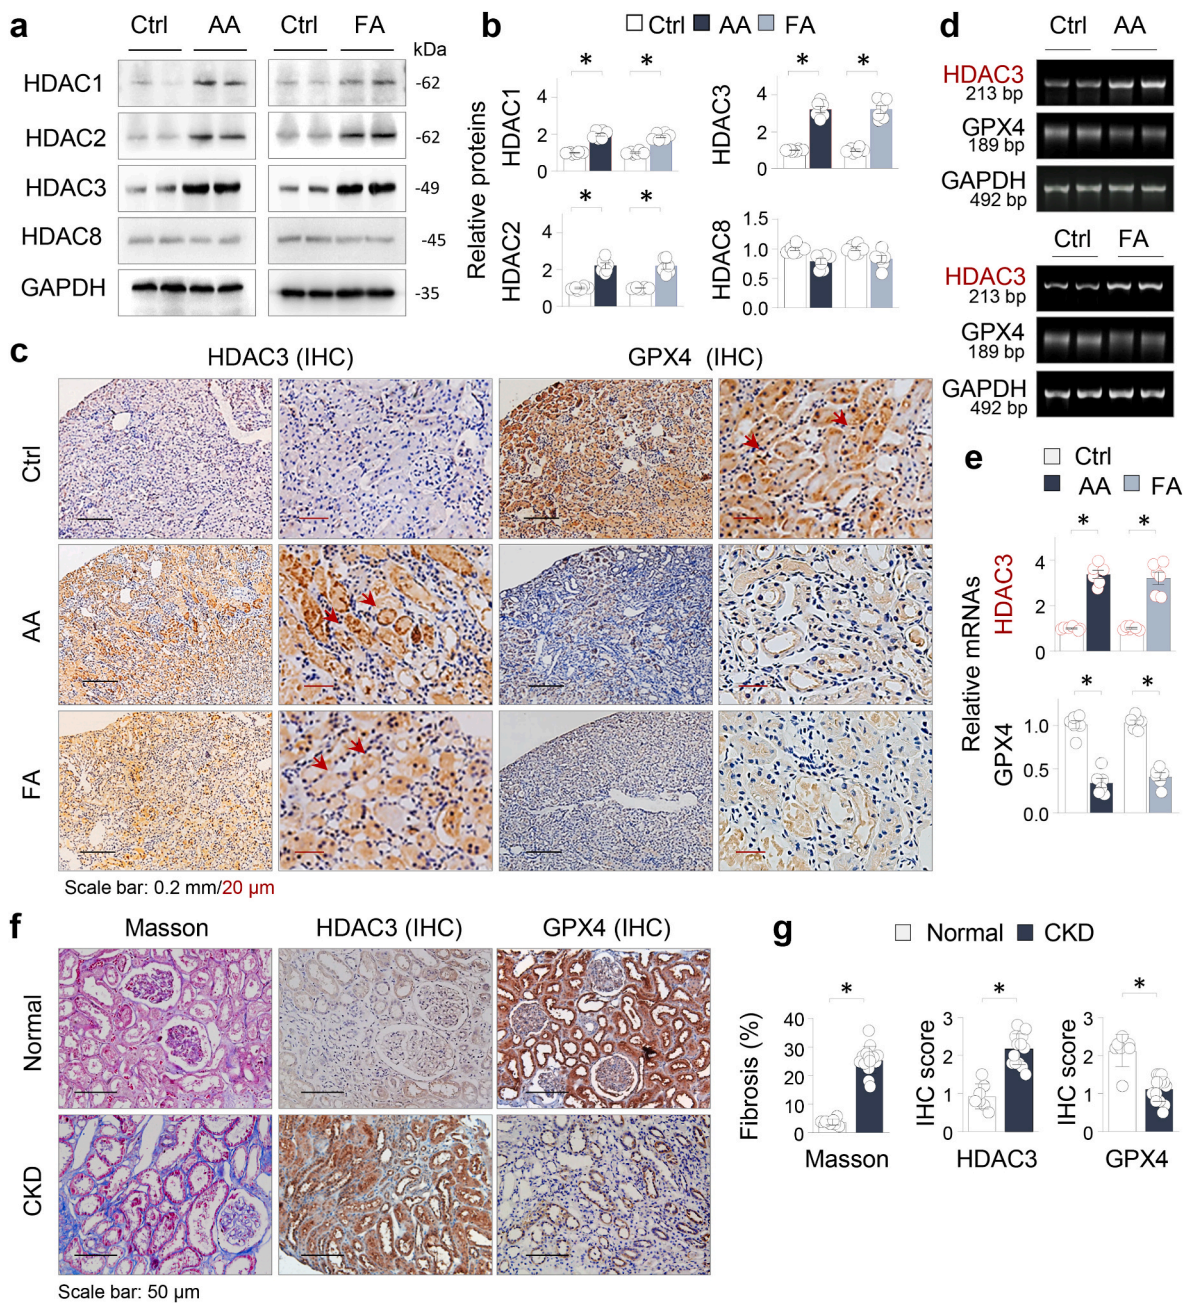 a
Ctrl AA Ctrl FA
kDa
HDAC1 -62
HDAC2 -62
HDAC3 -49
HDAC8 -45
GAPDH -35
b
Ctrl AA FA
Relative proteins
HDAC1
* *
4
2
0
HDAC3
* *
4
2
0
HDAC2
* *
4
2
0
HDAC8
1.5
1.0
0.5
0.0
d
Ctrl AA
HDAC3
213 bp
GPX4
189 bp
GAPDH
492 bp
Ctrl FA
HDAC3
213 bp
GPX4
189 bp
GAPDH
492 bp
c
HDAC3 (IHC) GPX4 (IHC)
Ctrl
AA
FA
Scale bar: 0.2 mm/20 µm
e
Ctrl
AA FA
Relative mRNAs
HDAC3
* *
4
2
0
GPX4
* *
1.0
0.5
0.0
f
Masson HDAC3 (IHC) GPX4 (IHC)
Normal
CKD
Scale bar: 50 µm
g
Normal CKD
Fibrosis (%)
*
40
30
20
10
0
Masson
IHC score
*
3
2
1
0
HDAC3
IHC score
*
3
2
1
0
GPX4